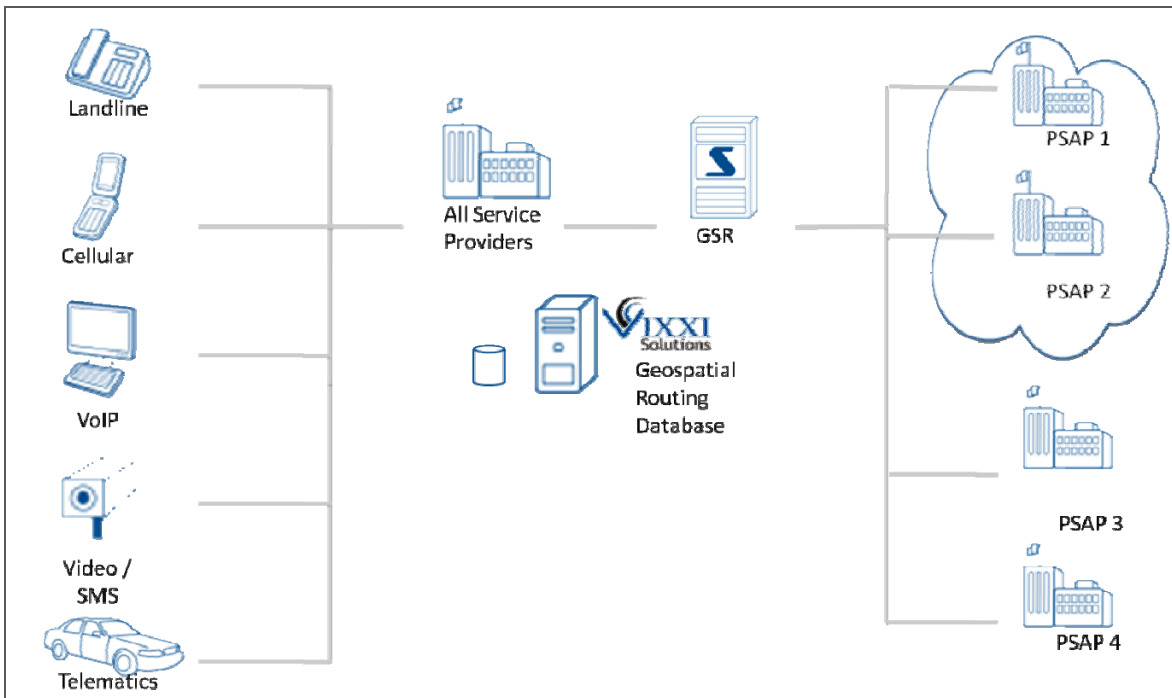 Landline
Cellular
VoIP
Video /
SMS
Telematics
All Service
Providers
GSR
VIXXI
Solutions
Geospatial
Routing
Database
PSAP 1
PSAP 2
PSAP 3
PSAP 4